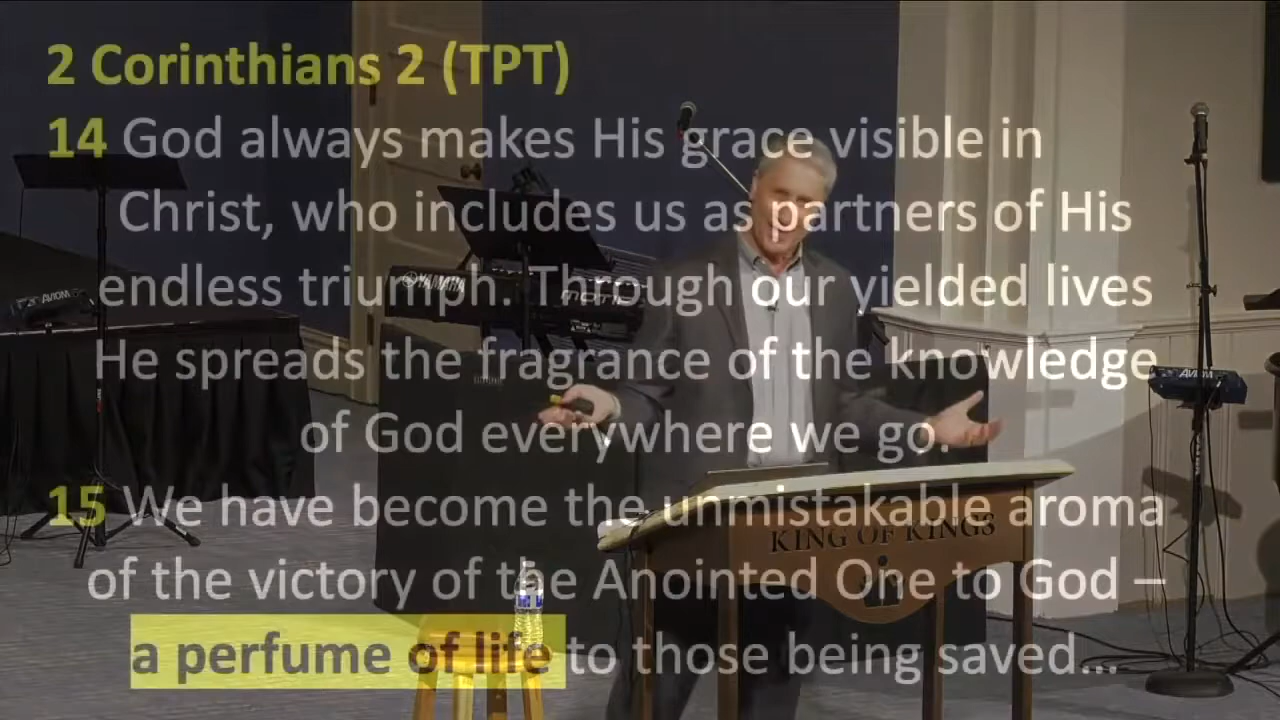 2 Corinthians 2 (TPT)
14 God always makes His grace visible in
Christ, who includes us as partners of His
endless triumph. Through our yielded lives
He spreads the fragrance of the knowledge
of God everywhere we go.
15 We have become the unmistakable aroma
of the victory of the Anointed One to God –
a perfume of life to those being saved...
YAMAHA
AVIOM
AVIOM
KING OF KINGS